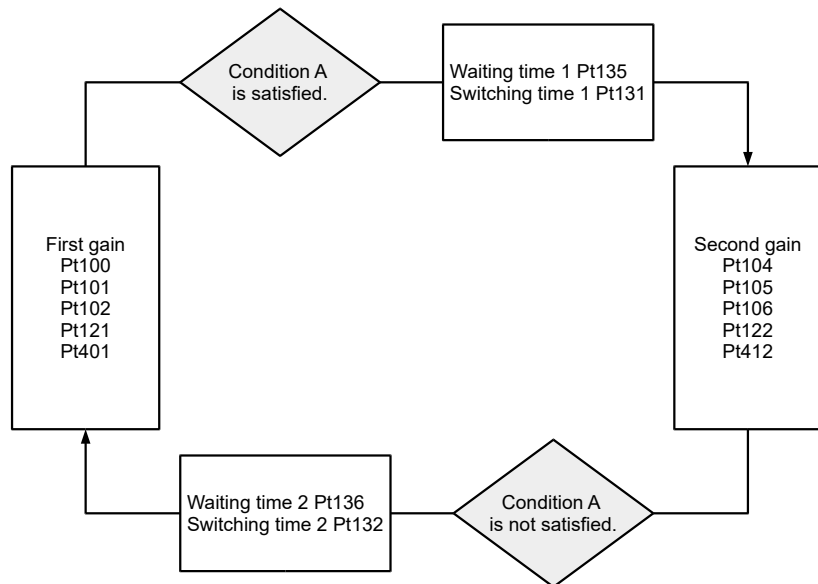 Condition A
is satisfied.
Waiting time 1 Pt135
Switching time 1 Pt131
First gain
Pt100
Pt101
Pt102
Pt121
Pt401
Second gain
Pt104
Pt105
Pt106
Pt122
Pt412
Waiting time 2 Pt136
Switching time 2 Pt132
Condition A
is not satisfied.